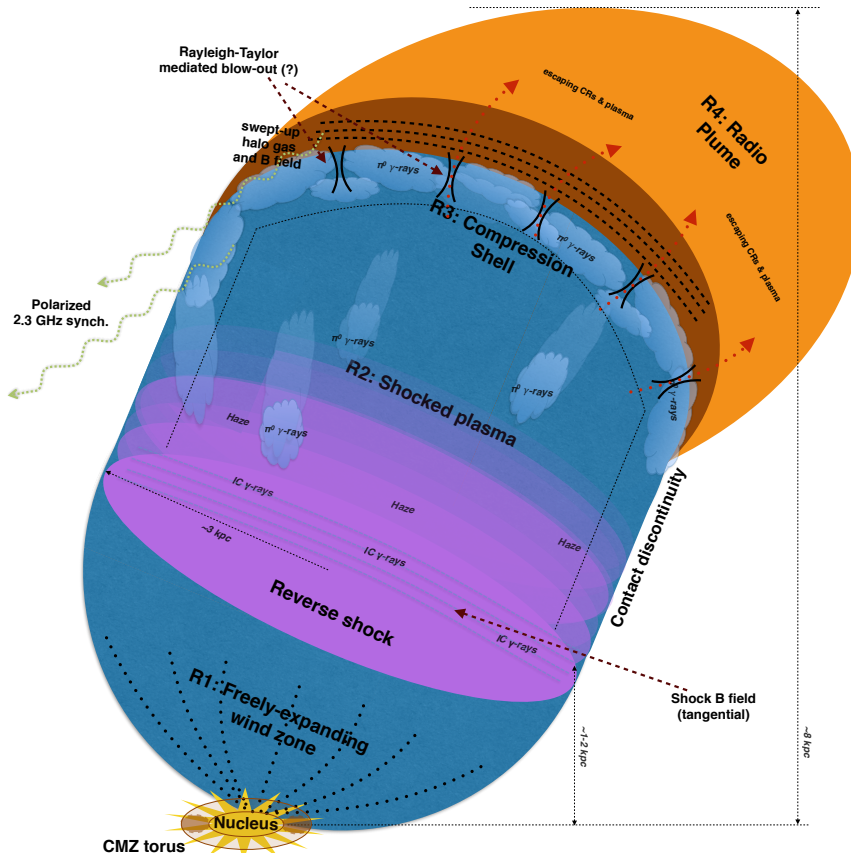 Rayleigh-Taylor
mediated blow-out (?)
escaping CRs & plasma
R4: Radio
Plume
swept-up
halo gas
and B field
π⁰ γ-rays
R3: Compression
Shell
π⁰ γ-rays
escaping CRs & plasma
Polarized
2.3 GHz synch.
π⁰ γ-rays
R2: Shocked plasma
π⁰ γ-rays
π⁰ γ-rays
Haze
π⁰ γ-rays
IC γ-rays
Haze
Haze
~3 kpc
IC γ-rays
Contact discontinuity
Reverse shock
IC γ-rays
Shock B field
(tangential)
R1: Freely-expanding
wind zone
~1-2 kpc
~8 kpc
Nucleus
CMZ torus